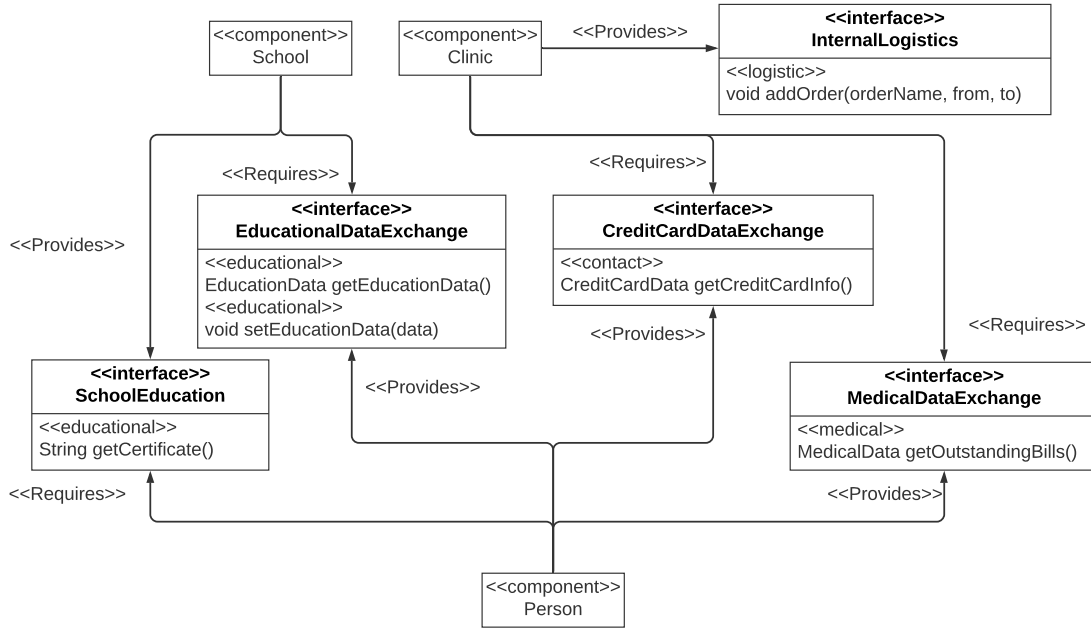 <<component>>
School
<<component>>
Clinic
<<Provides>>
<<interface>>
InternalLogistics
<<logistic>>
void addOrder(orderName, from, to)
<<Requires>>
<<Requires>>
<<Provides>>
<<interface>>
EducationalDataExchange
<<educational>>
EducationData getEducationData()
<<educational>>
void setEducationData(data)
<<interface>>
CreditCardDataExchange
<<contact>>
CreditCardData getCreditCardInfo()
<<Provides>>
<<Requires>>
<<Provides>>
<<interface>>
SchoolEducation
<<educational>>
String getCertificate()
<<interface>>
MedicalDataExchange
<<medical>>
MedicalData getOutstandingBills()
<<Requires>>
<<Provides>>
<<component>>
Person